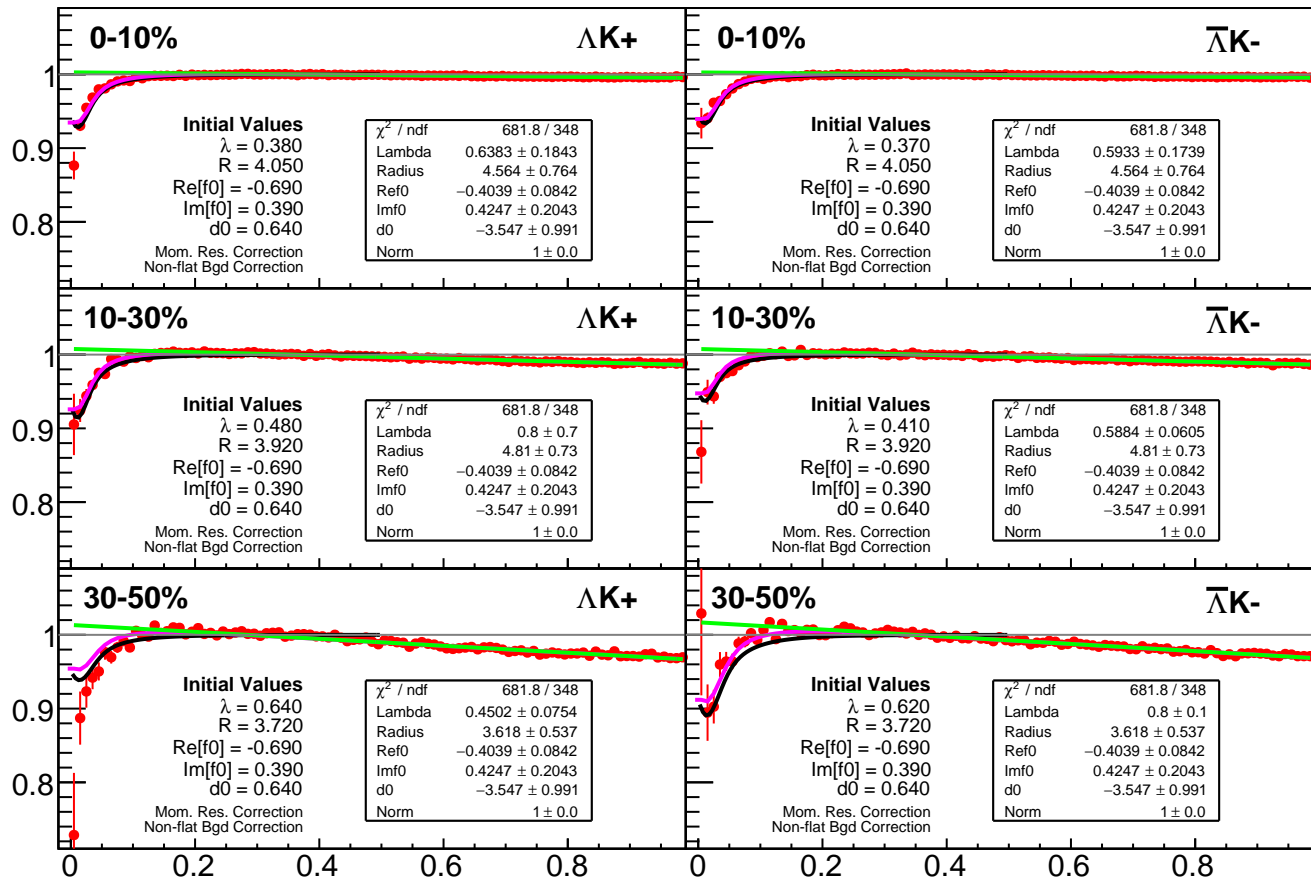 0-10%
ΛK+
1
0.9
0.8
Initial Values
λ = 0.380
R = 4.050
Re[f0] = -0.690
Im[f0] = 0.390
d0 = 0.640
Mom. Res. Correction
Non-flat Bgd Correction
χ² / ndf 681.8 / 348
Lambda 0.6383 ± 0.1843
Radius 4.564 ± 0.764
Ref0 −0.4039 ± 0.0842
Imf0 0.4247 ± 0.2043
d0 −3.547 ± 0.991
Norm 1 ± 0.0
0-10%
Λ̅K-
Initial Values
λ = 0.370
R = 4.050
Re[f0] = -0.690
Im[f0] = 0.390
d0 = 0.640
Mom. Res. Correction
Non-flat Bgd Correction
χ² / ndf 681.8 / 348
Lambda 0.5933 ± 0.1739
Radius 4.564 ± 0.764
Ref0 −0.4039 ± 0.0842
Imf0 0.4247 ± 0.2043
d0 −3.547 ± 0.991
Norm 1 ± 0.0
10-30%
ΛK+
1
0.9
0.8
Initial Values
λ = 0.480
R = 3.920
Re[f0] = -0.690
Im[f0] = 0.390
d0 = 0.640
Mom. Res. Correction
Non-flat Bgd Correction
χ² / ndf 681.8 / 348
Lambda 0.8 ± 0.7
Radius 4.81 ± 0.73
Ref0 −0.4039 ± 0.0842
Imf0 0.4247 ± 0.2043
d0 −3.547 ± 0.991
Norm 1 ± 0.0
10-30%
Λ̅K-
Initial Values
λ = 0.410
R = 3.920
Re[f0] = -0.690
Im[f0] = 0.390
d0 = 0.640
Mom. Res. Correction
Non-flat Bgd Correction
χ² / ndf 681.8 / 348
Lambda 0.5884 ± 0.0605
Radius 4.81 ± 0.73
Ref0 −0.4039 ± 0.0842
Imf0 0.4247 ± 0.2043
d0 −3.547 ± 0.991
Norm 1 ± 0.0
30-50%
ΛK+
1
0.9
0.8
Initial Values
λ = 0.640
R = 3.720
Re[f0] = -0.690
Im[f0] = 0.390
d0 = 0.640
Mom. Res. Correction
Non-flat Bgd Correction
χ² / ndf 681.8 / 348
Lambda 0.4502 ± 0.0754
Radius 3.618 ± 0.537
Ref0 −0.4039 ± 0.0842
Imf0 0.4247 ± 0.2043
d0 −3.547 ± 0.991
Norm 1 ± 0.0
30-50%
Λ̅K-
Initial Values
λ = 0.620
R = 3.720
Re[f0] = -0.690
Im[f0] = 0.390
d0 = 0.640
Mom. Res. Correction
Non-flat Bgd Correction
χ² / ndf 681.8 / 348
Lambda 0.8 ± 0.1
Radius 3.618 ± 0.537
Ref0 −0.4039 ± 0.0842
Imf0 0.4247 ± 0.2043
d0 −3.547 ± 0.991
Norm 1 ± 0.0
0 0.2 0.4 0.6 0.8 0 0.2 0.4 0.6 0.8